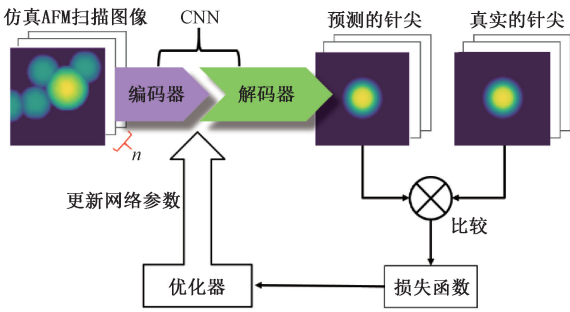 仿真AFM扫描图像
CNN
预测的针尖
真实的针尖
编码器
解码器
n
更新网络参数
比较
优化器
损失函数